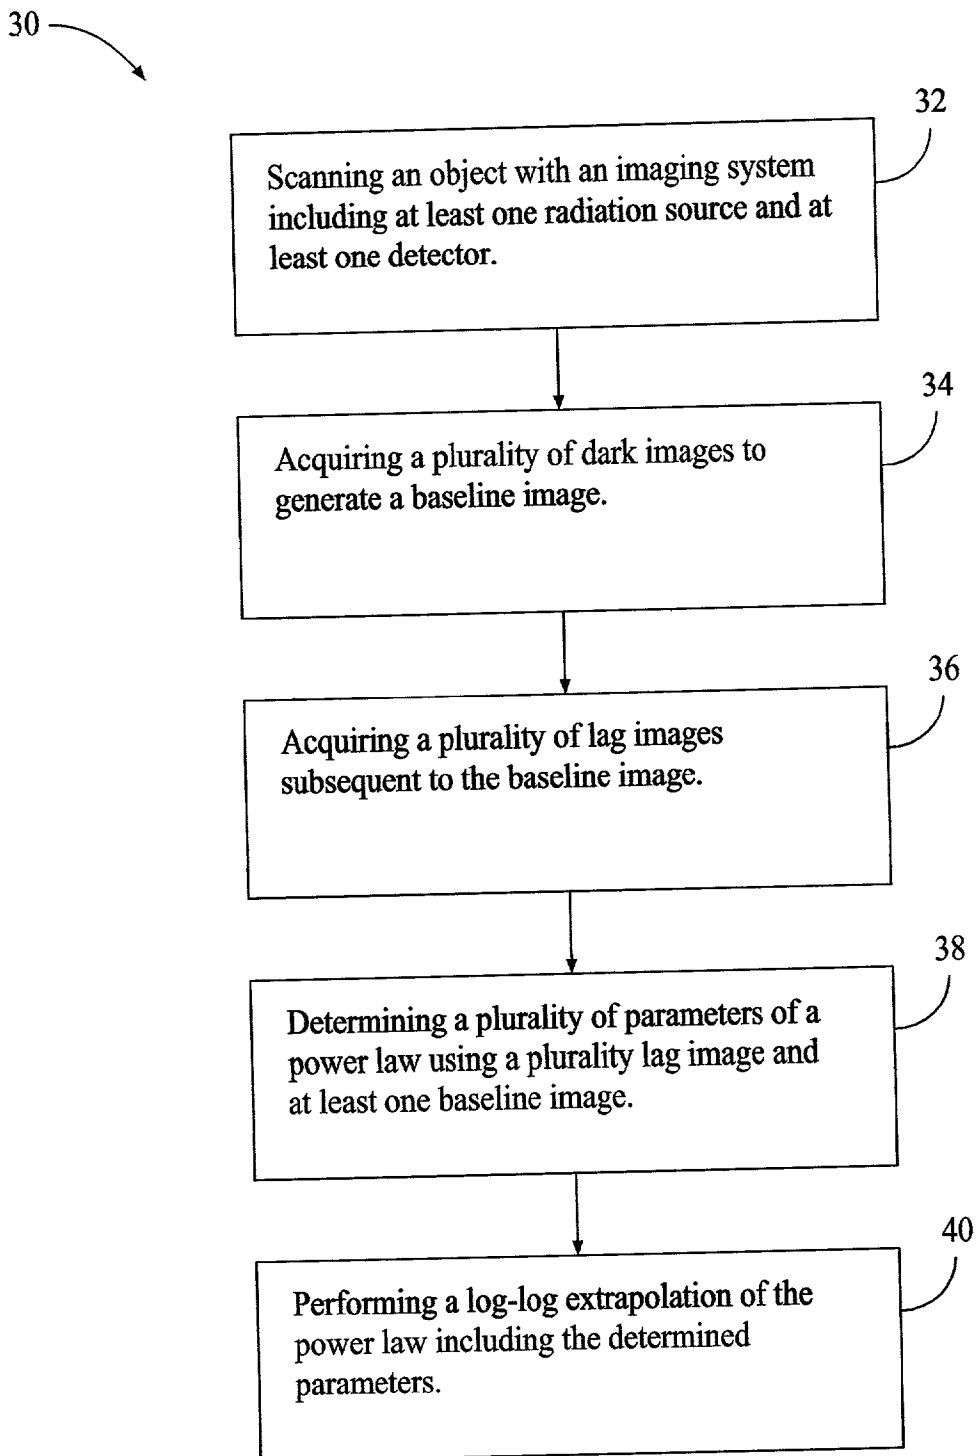 30
32
Scanning an object with an imaging system
including at least one radiation source and at
least one detector.
34
Acquiring a plurality of dark images to
generate a baseline image.
36
Acquiring a plurality of lag images
subsequent to the baseline image.
38
Determining a plurality of parameters of a
power law using a plurality lag image and
at least one baseline image.
40
Performing a log-log extrapolation of the
power law including the determined
parameters.